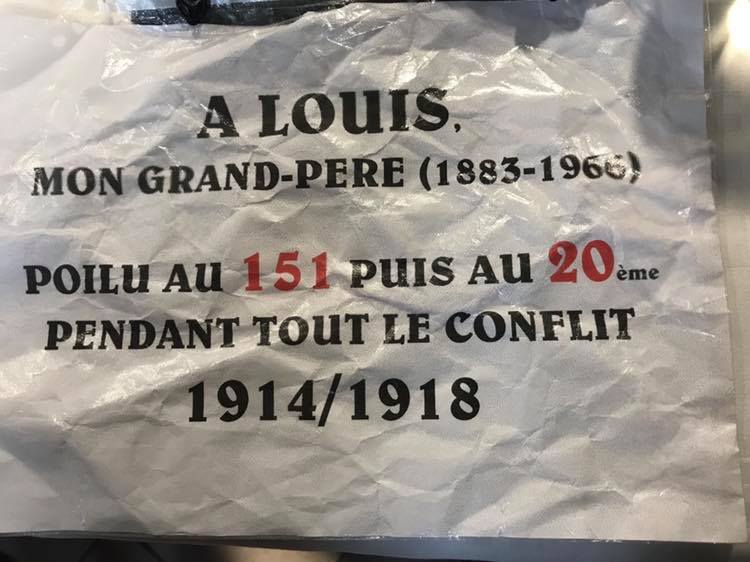 A LOUIS,
MON GRAND-PERE (1883-1966)
POILU AU 151 PUIS AU 20ème
PENDANT TOUT LE CONFLIT
1914/1918